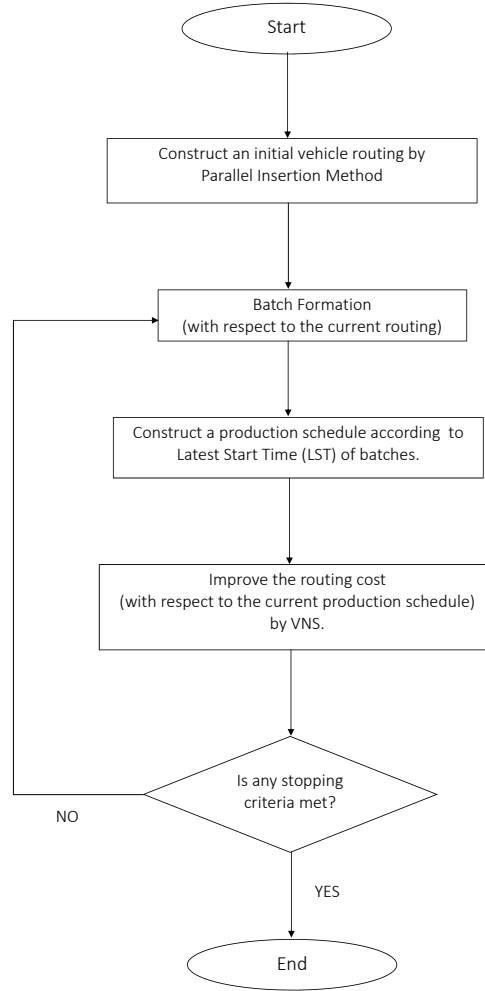 Start
Construct an initial vehicle routing by
Parallel Insertion Method
Batch Formation
(with respect to the current routing)
Construct a production schedule according to
Latest Start Time (LST) of batches.
Improve the routing cost
(with respect to the current production schedule)
by VNS.
Is any stopping
criteria met?
NO
YES
End